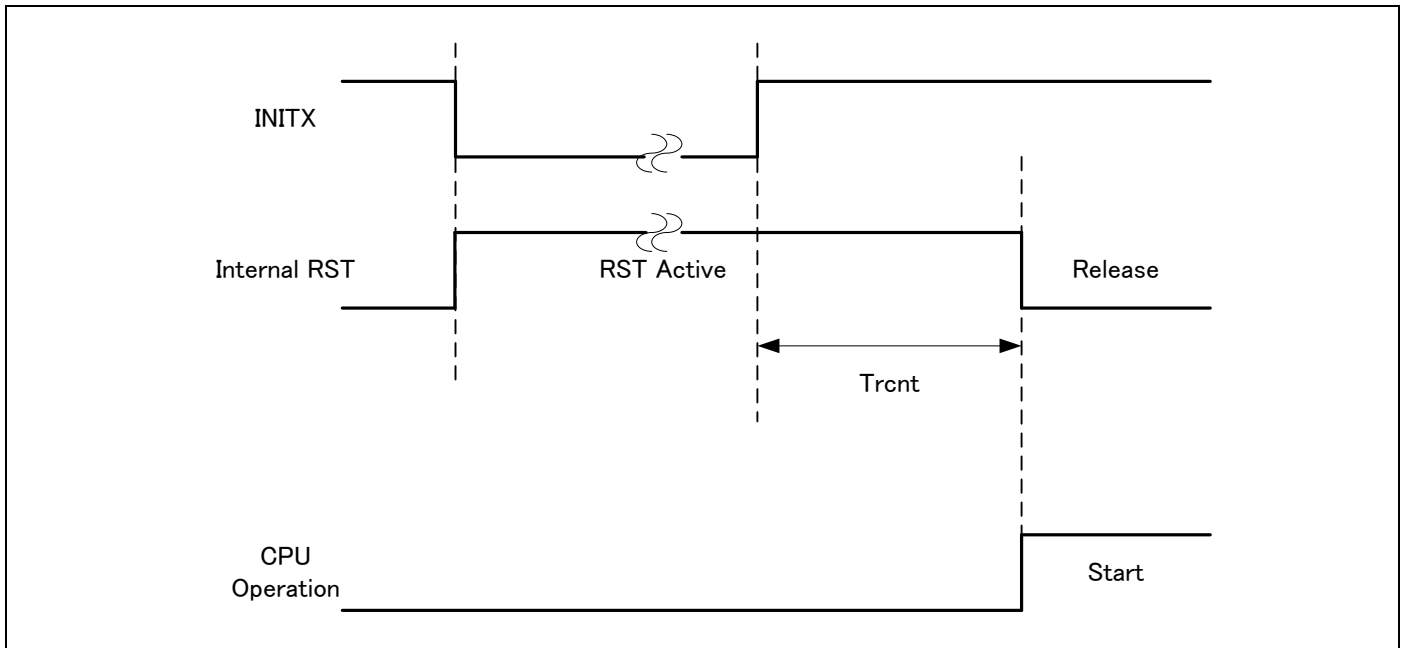 INITX
Internal RST
RST Active
Release
Trcnt
CPU
Operation
Start